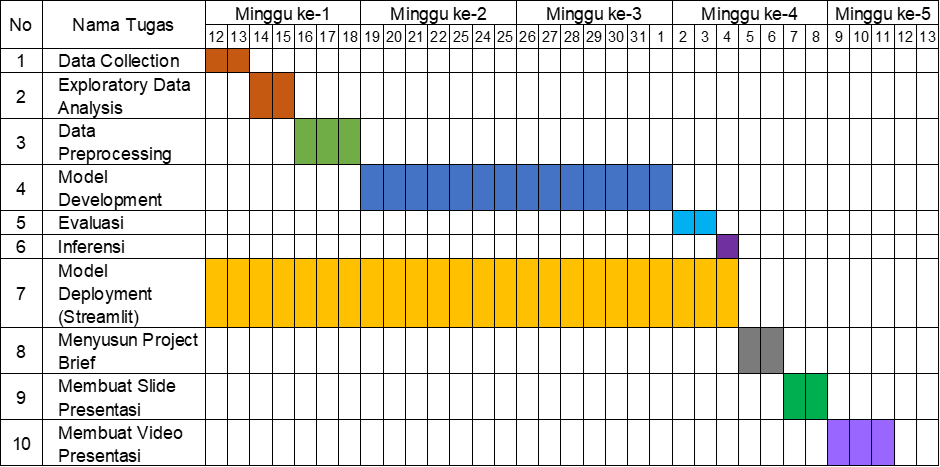 No Nama Tugas Minggu ke-1 Minggu ke-2 Minggu ke-3 Minggu ke-4 Minggu ke-5
12 13 14 15 16 17 18 19 20 21 22 25 24 25 26 27 28 29 30 31 1 2 3 4 5 6 7 8 9 10 11 12 13
1 Data Collection
2 Exploratory Data
Analysis
3 Data
Preprocessing
4 Model
Development
5 Evaluasi
6 Inferensi
7 Model
Deployment
(Streamlit)
8 Menyusun Project
Brief
9 Membuat Slide
Presentasi
10 Membuat Video
Presentasi